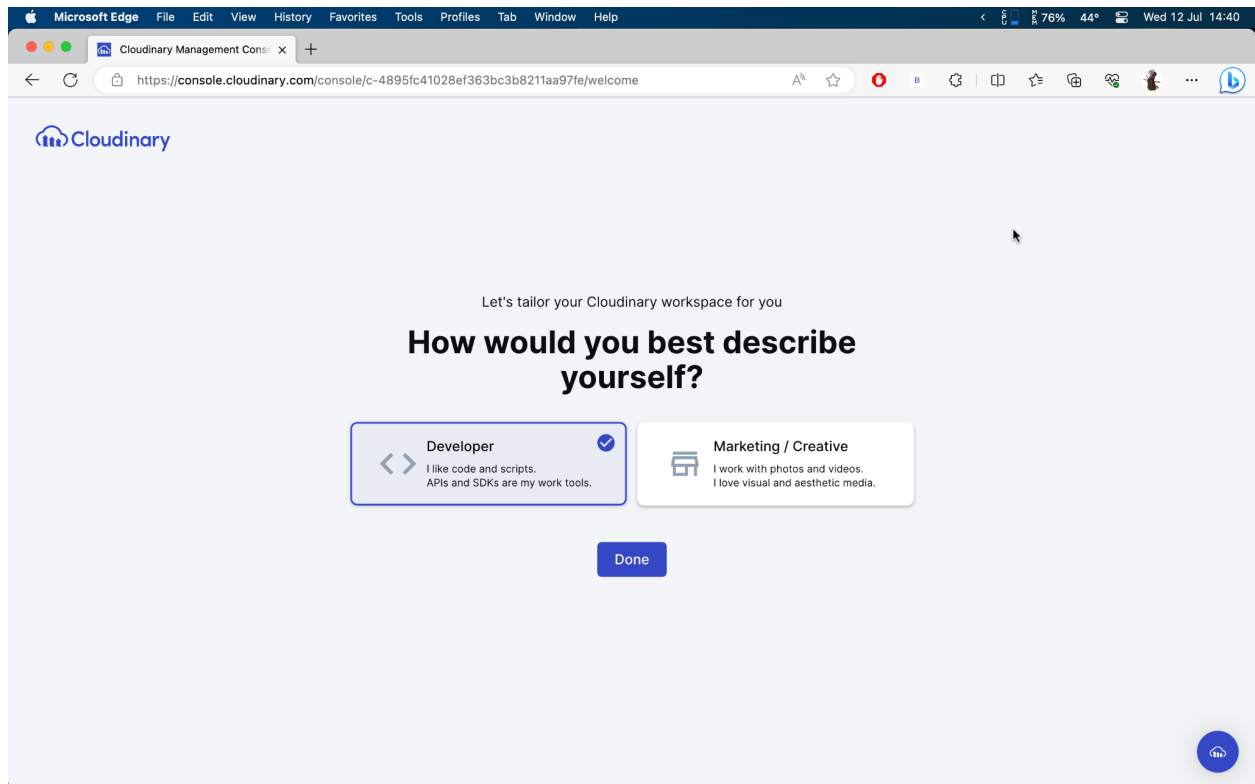 Microsoft Edge File Edit View History Favorites Tools Profiles Tab Window Help
76% 44° Wed 12 Jul 14:40
Cloudinary Management Conso
https://console.cloudinary.com/console/c-4895fc41028ef363bc3b8211aa97fe/welcome
Cloudinary
Let's tailor your Cloudinary workspace for you
How would you best describe
yourself?
Developer
I like code and scripts.
APIs and SDKs are my work tools.
Marketing / Creative
I work with photos and videos.
I love visual and aesthetic media.
Done